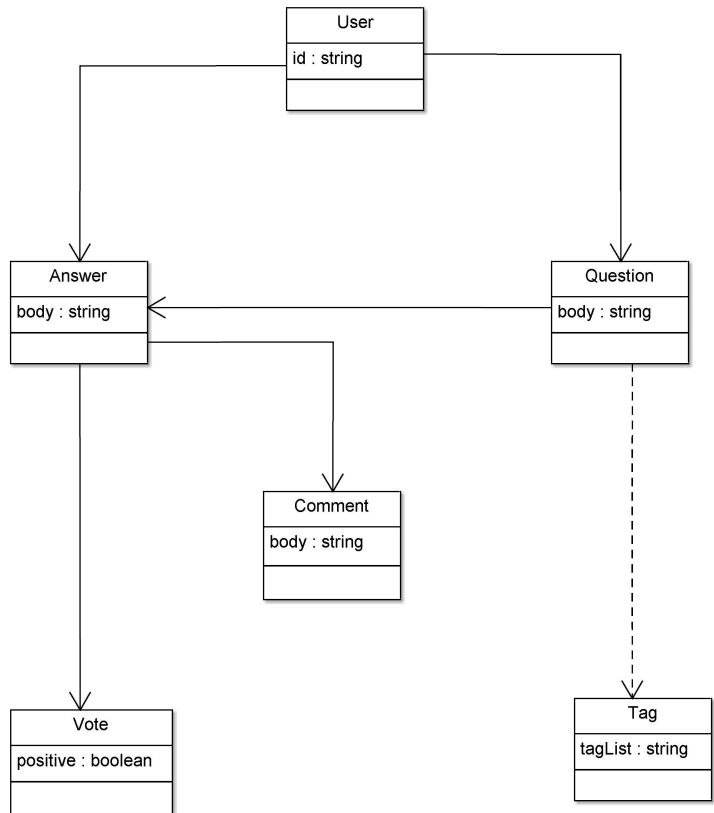 User
id : string
Answer
body : string
Question
body : string
Comment
body : string
Vote
positive : boolean
Tag
tagList : string